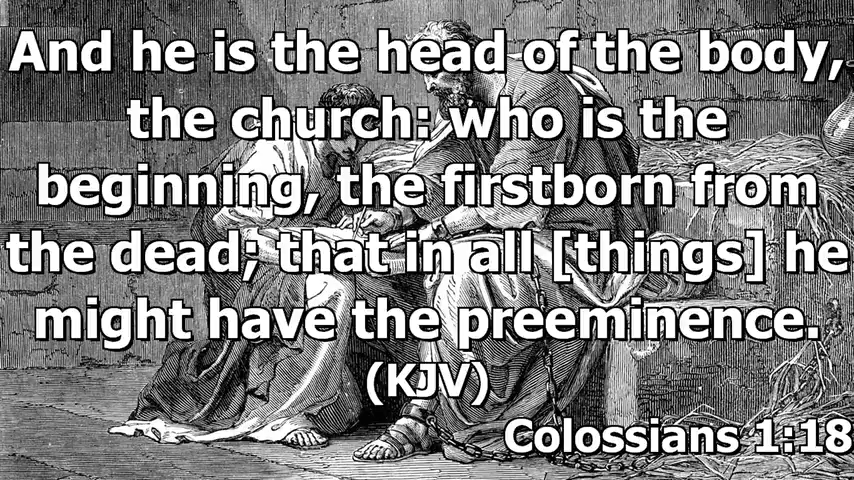 And he is the head of the body,
the church: who is the
beginning, the firstborn from
the dead; that in all [things] he
might have the preeminence.
(KJV)
Colossians 1:18